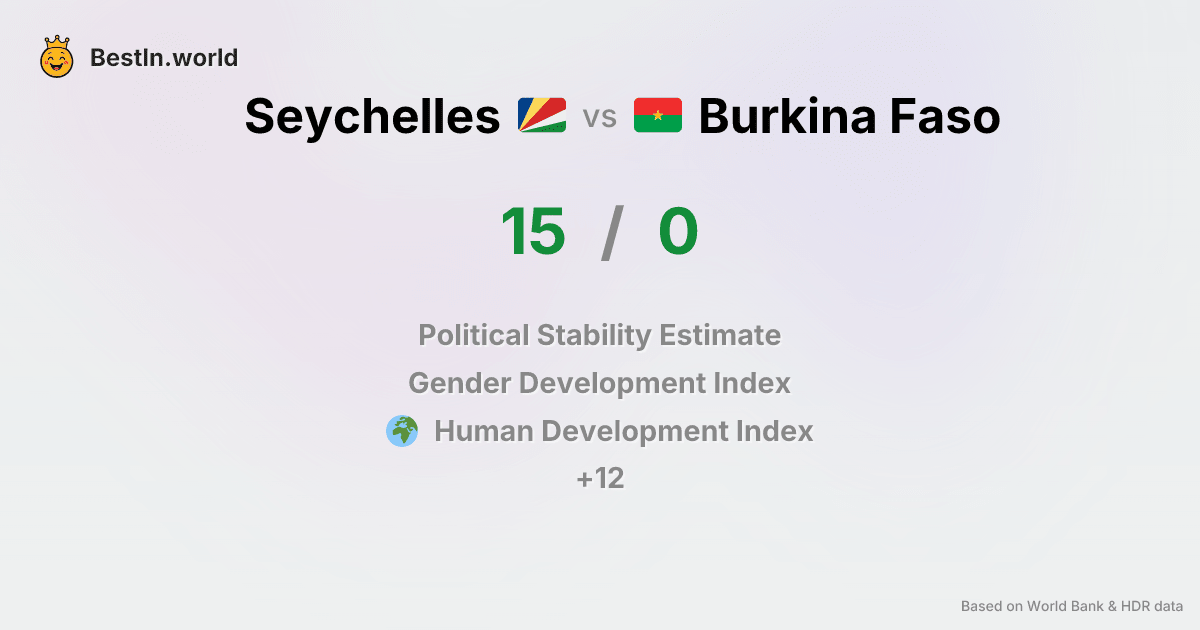 BestIn.world
Seychelles vs Burkina Faso
15 / 0
Political Stability Estimate
Gender Development Index
Human Development Index
+12
Based on World Bank & HDR data